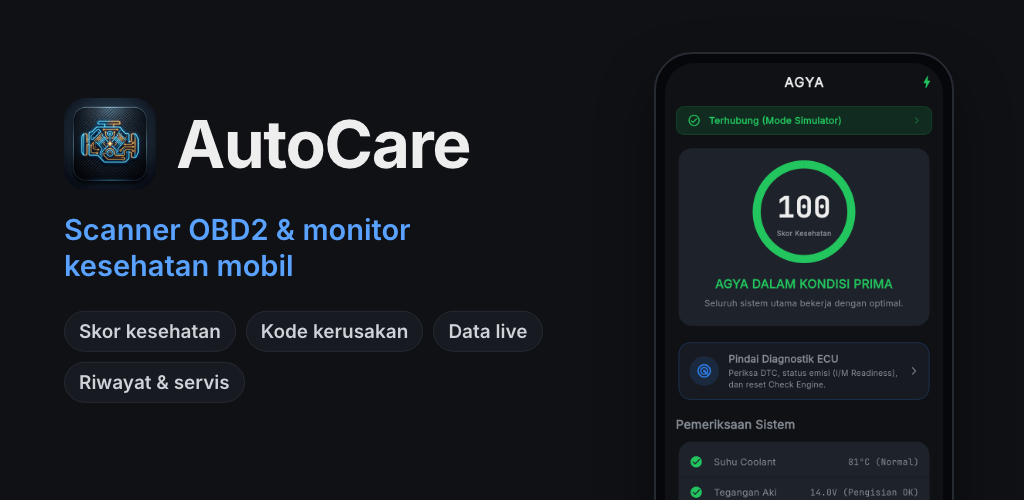 AutoCare
Scanner OBD2 & monitor
kesehatan mobil
Skor kesehatan
Kode kerusakan
Data live
Riwayat & servis
AGYA
Terhubung (Mode Simulator)
100
Skor Kesehatan
AGYA DALAM KONDISI PRIMA
Seluruh sistem utama bekerja dengan optimal.
Pindai Diagnostik ECU
Periksa DTC, status emisi (I/M Readiness),
dan reset Check Engine.
Pemeriksaan Sistem
Suhu Coolant 81°C (Normal)
Tegangan Aki 14.0V (Pengisian OK)